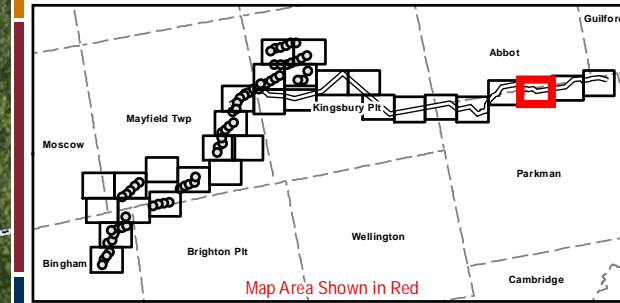 Guilford
Abbot
Kingsbury Plt
Mayfield Twp
Moscow
Parkman
Wellington
Brighton Plt
Bingham
Cambridge
Map Area Shown in Red